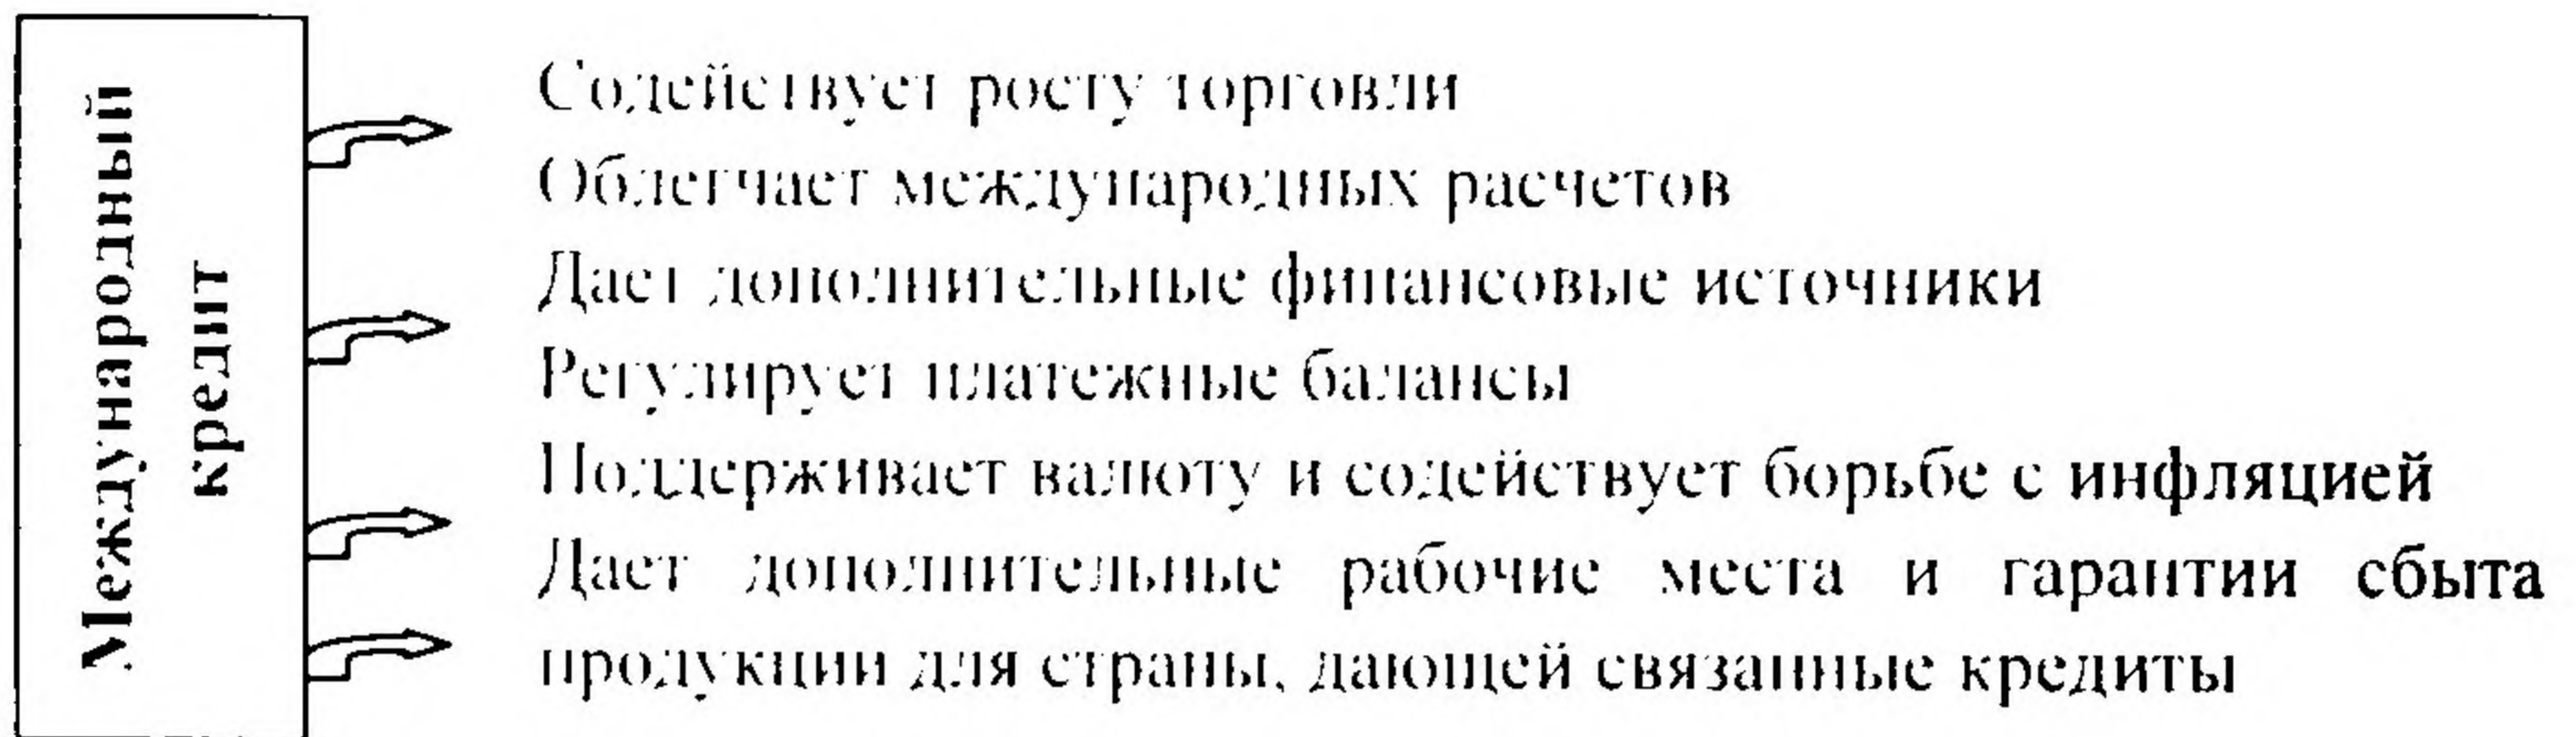 Международный
кредит
Содействует росту торговли
Облегчает международных расчетов
Дает дополнительные финансовые источники
Регулирует платежные балансы
Поддерживает валюту и содействует борьбе с инфляцией
Дает дополнительные рабочие места и гарантии сбыта
продукции для страны, дающей связанные кредиты